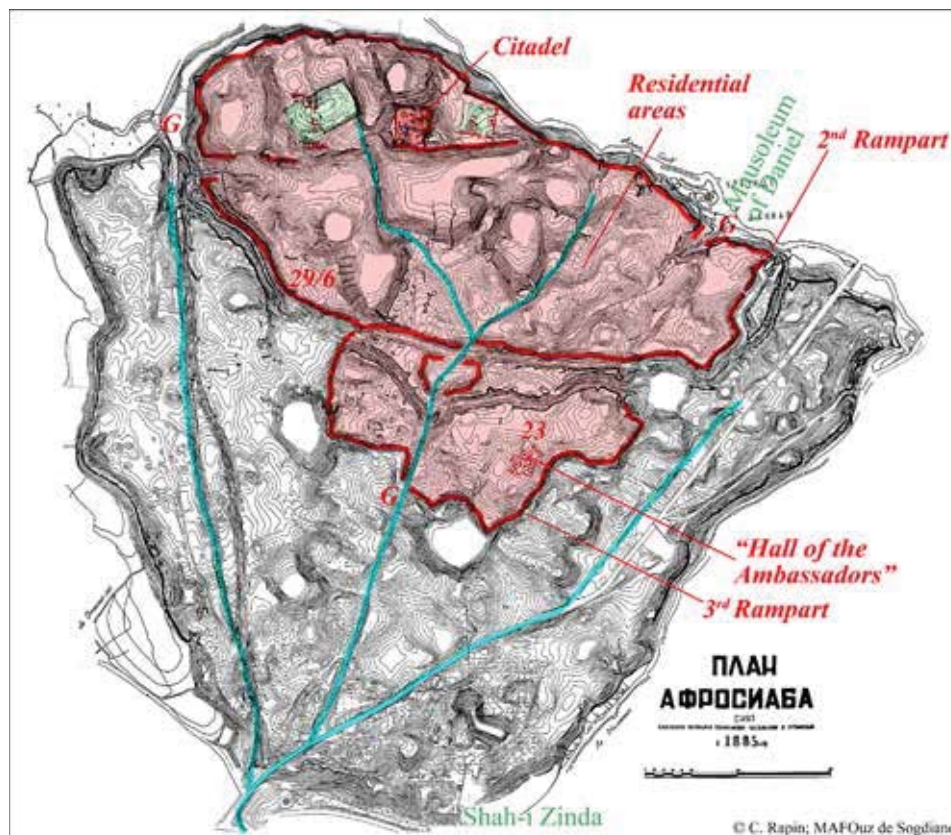 Citadel
Residential
areas
2nd Rampart
Mausoleum
of Daniel
G
G
29/6
23
G
"Hall of the
Ambassadors"
3rd Rampart
ПЛАН
АФРОСИАБА
1885
Shah-i Zinda
© C. Rapin; MAFOuz de Sogdiane